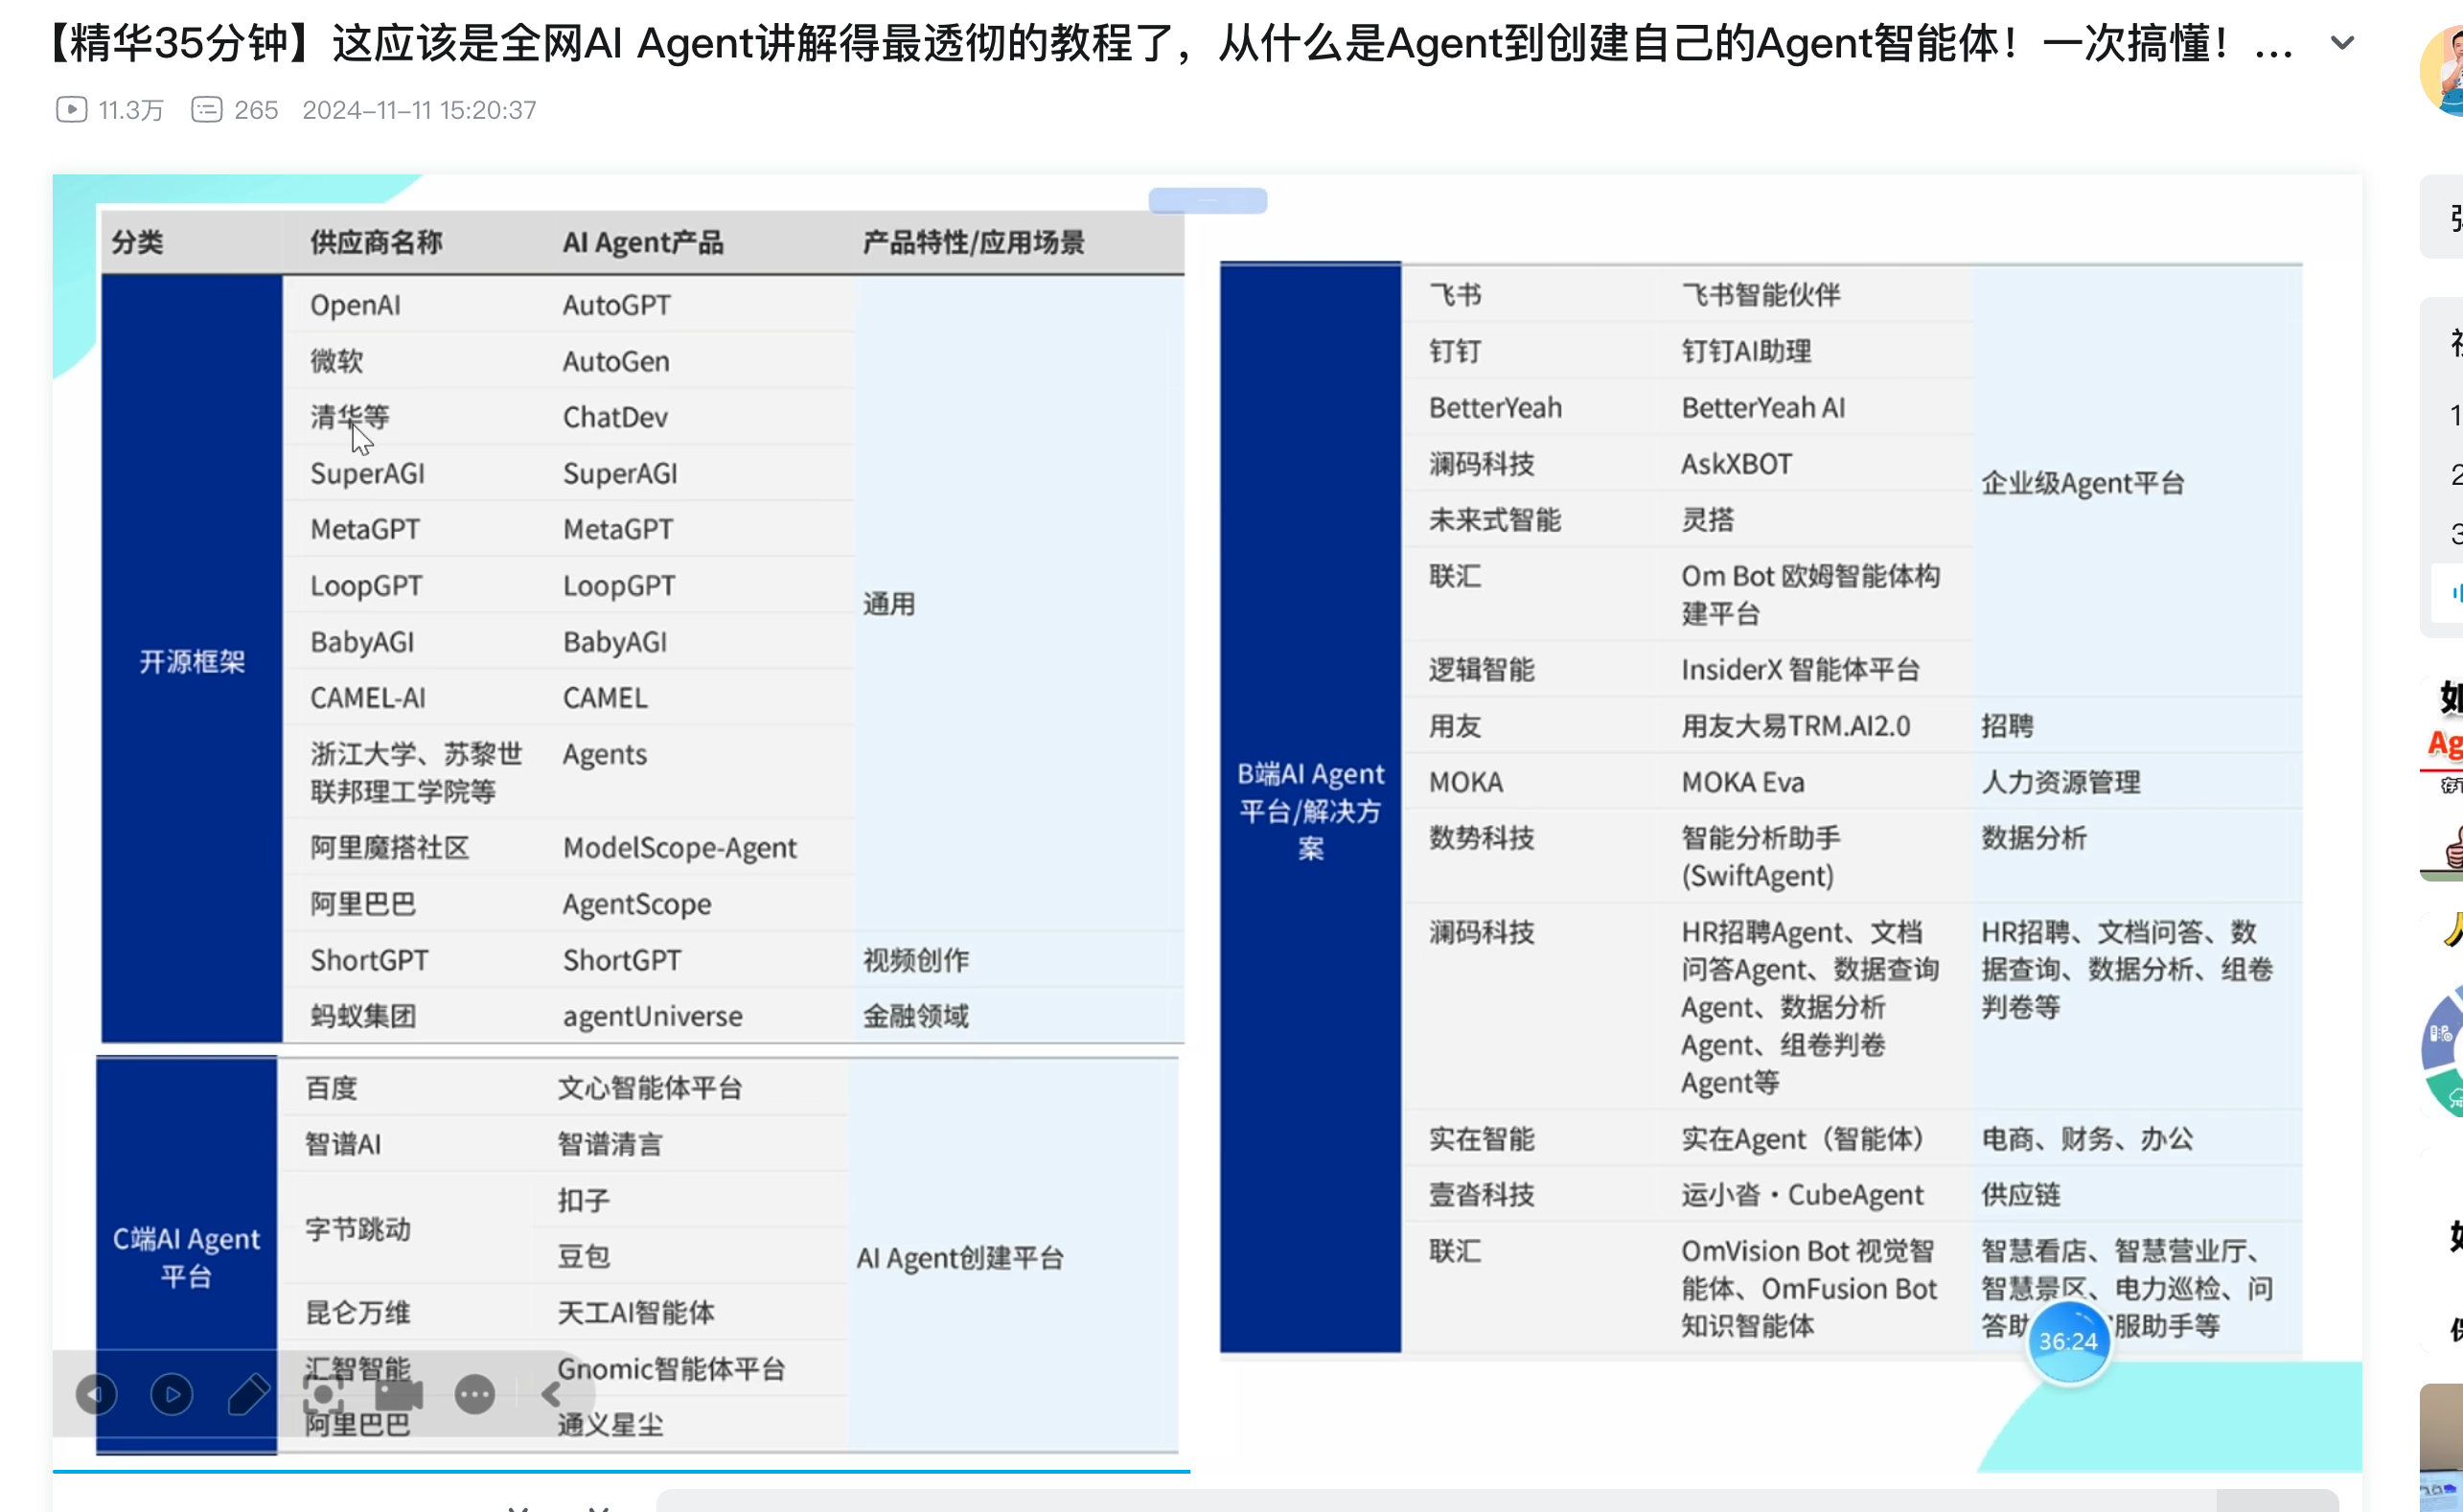 【精华35分钟】这应该是全网AI Agent讲解得最透彻的教程了，从什么是Agent到创建自己的Agent智能体！一次搞懂！...
11.3万 265 2024-11-11 15:20:37
分类 供应商名称 AI Agent产品 产品特性/应用场景
开源框架
OpenAI AutoGPT
微软 AutoGen
清华等 ChatDev
SuperAGI SuperAGI
MetaGPT MetaGPT
LoopGPT LoopGPT
通用
BabyAGI BabyAGI
CAMEL-AI CAMEL
浙江大学、苏黎世 Agents
联邦理工学院等
阿里魔搭社区 ModelScope-Agent
阿里巴巴 AgentScope
ShortGPT ShortGPT 视频创作
蚂蚁集团 agentUniverse 金融领域
C端AI Agent
平台
百度 文心智能体平台
智谱AI 智谱清言
字节跳动 扣子
豆包
AI Agent创建平台
昆仑万维 天工AI智能体
汇智智能 Gnomic智能体平台
阿里巴巴 通义星尘
B端AI Agent
平台/解决方
案
飞书 飞书智能伙伴
钉钉 钉钉AI助理
BetterYeah BetterYeah AI
澜码科技 AskXBOT
企业级Agent平台
未来式智能 灵搭
联汇 Om Bot 欧姆智能体构
建平台
逻辑智能 InsiderX 智能体平台
用友 用友大易TRM.AI2.0 招聘
MOKA MOKA Eva 人力资源管理
数势科技 智能分析助手 数据分析
(SwiftAgent)
澜码科技 HR招聘Agent、文档 HR招聘、文档问答、数
问答Agent、数据查询 据查询、数据分析、组卷
Agent、数据分析 判卷等
Agent、组卷判卷
Agent等
实在智能 实在Agent（智能体） 电商、财务、办公
壹沓科技 运小沓·CubeAgent 供应链
联汇 OmVision Bot 视觉智 智慧看店、智慧营业厅、
能体、OmFusion Bot 智慧景区、电力巡检、问
知识智能体 答助 服助手等
36:24
1
2
3
Ag